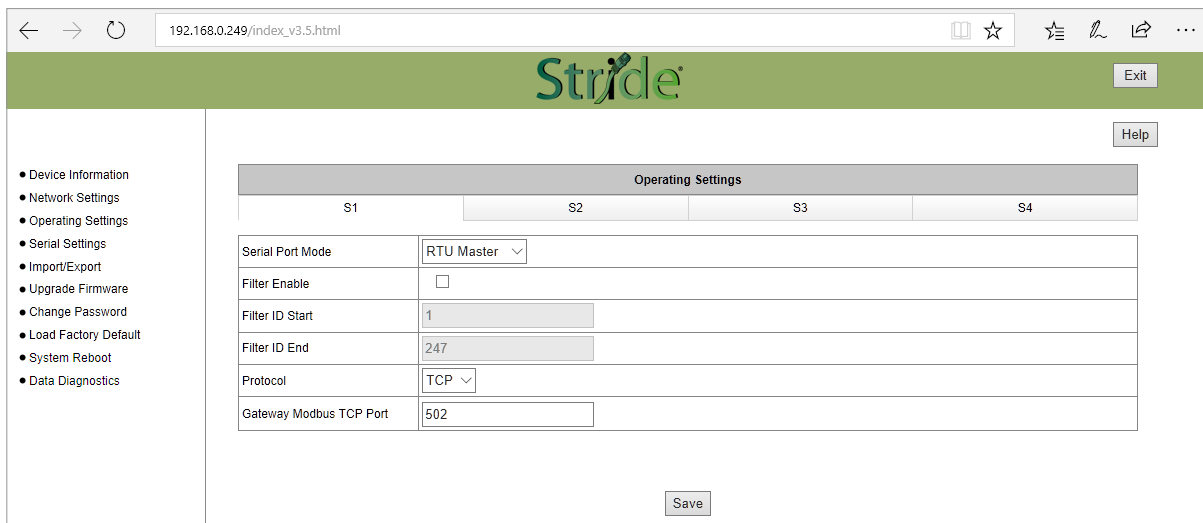 192.168.0.249/index_v3.5.html
Stride
Exit
Help
Device Information
Network Settings
Operating Settings
Serial Settings
Import/Export
Upgrade Firmware
Change Password
Load Factory Default
System Reboot
Data Diagnostics
Operating Settings
S1 S2 S3 S4
Serial Port Mode RTU Master
Filter Enable
Filter ID Start 1
Filter ID End 247
Protocol TCP
Gateway Modbus TCP Port 502
Save